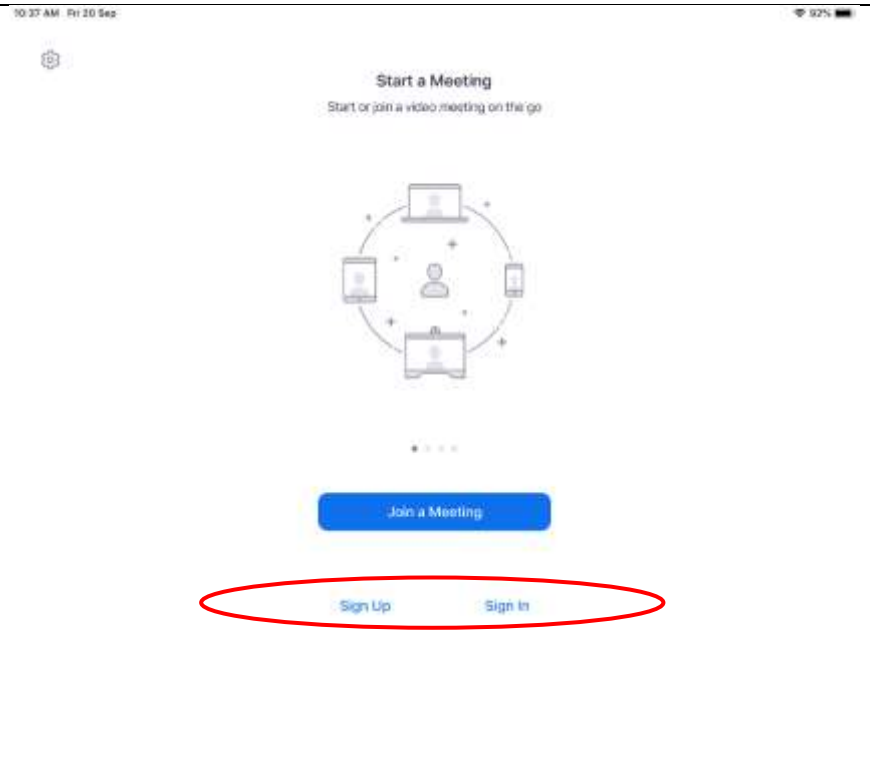 10:37 AM Fri 20 Sep
92%
Start a Meeting
Start or join a video meeting on the go
Join a Meeting
Sign Up Sign In